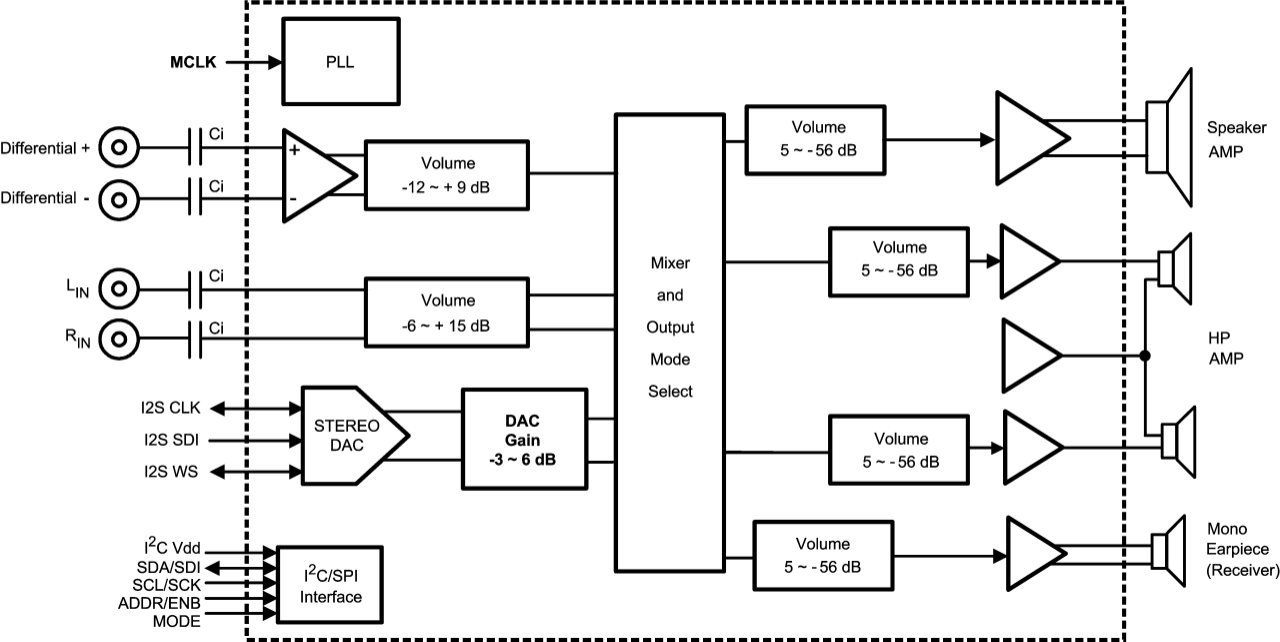 MCLK
PLL
Differential +
Ci
+
Volume
-12 ~ + 9 dB
Differential -
Ci
-
L_IN
Ci
Volume
-6 ~ + 15 dB
R_IN
Ci
I2S CLK
I2S SDI
I2S WS
STEREO
DAC
DAC
Gain
-3 ~ 6 dB
I²C Vdd
SDA/SDI
SCL/SCK
ADDR/ENB
MODE
I²C/SPI
Interface
Mixer
and
Output
Mode
Select
Volume
5 ~ -56 dB
Speaker
AMP
Volume
5 ~ -56 dB
HP
AMP
Volume
5 ~ -56 dB
Volume
5 ~ -56 dB
Mono
Earpiece
(Receiver)